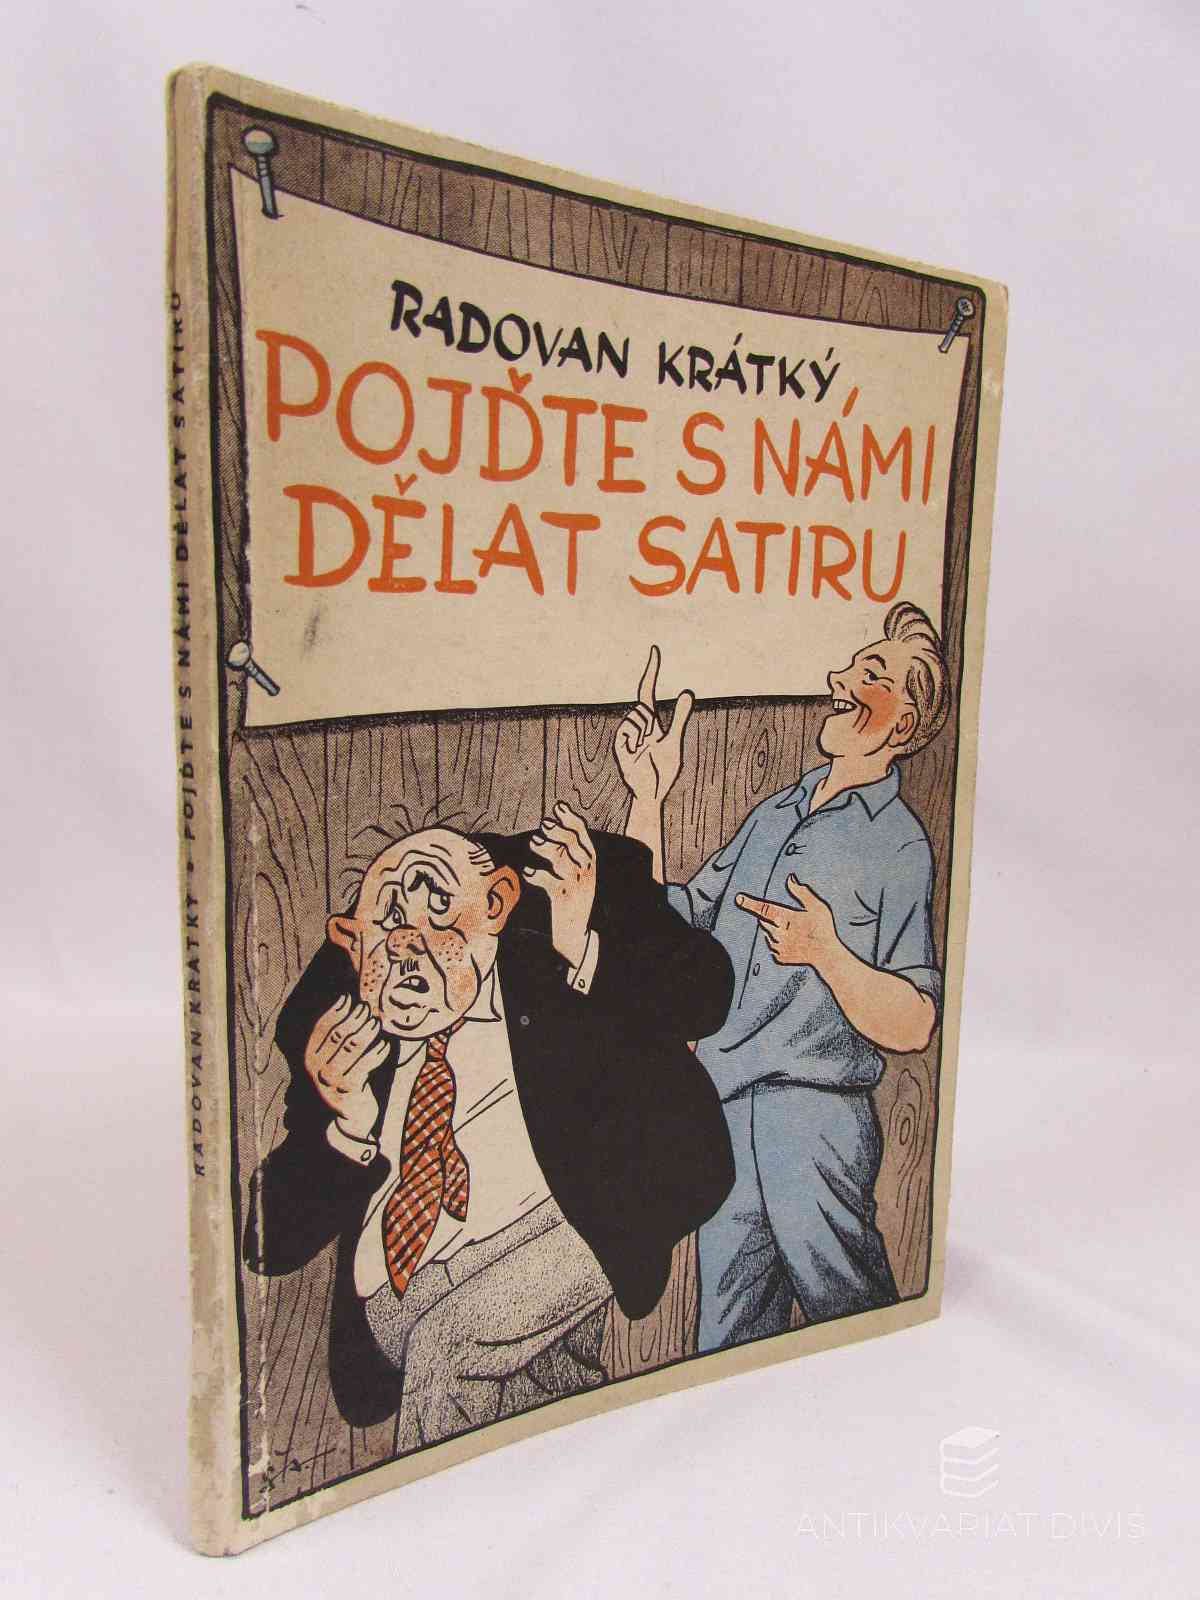 RADOVAN KRÁTKÝ
POJĎTE S NÁMI
DĚLAT SATIRU
RADOVAN KRÁTKÝ : POJĎTE S NÁMI DĚLAT SATIRU
ANTIKVARIÁT DIVIŠ